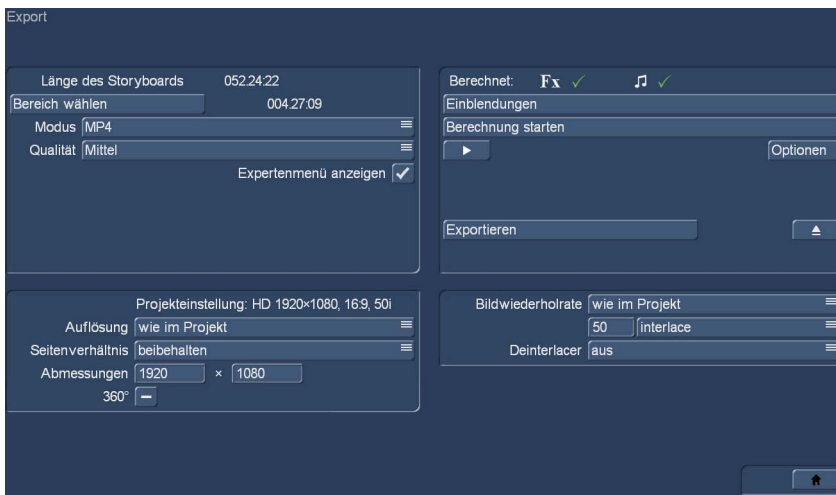 Export
Länge des Storyboards 052.24:22
Bereich wählen 004.27:09
Modus MP4
Qualität Mittel
Expertenmenü anzeigen
Berechnet: Fx
Einblendungen
Berechnung starten
Optionen
Exportieren
Projekteinstellung: HD 1920×1080, 16:9, 50i
Auflösung wie im Projekt
Seitenverhältnis beibehalten
Abmessungen 1920 × 1080
360°
Bildwiederholrate wie im Projekt
50 interlace
Deinterlacer aus